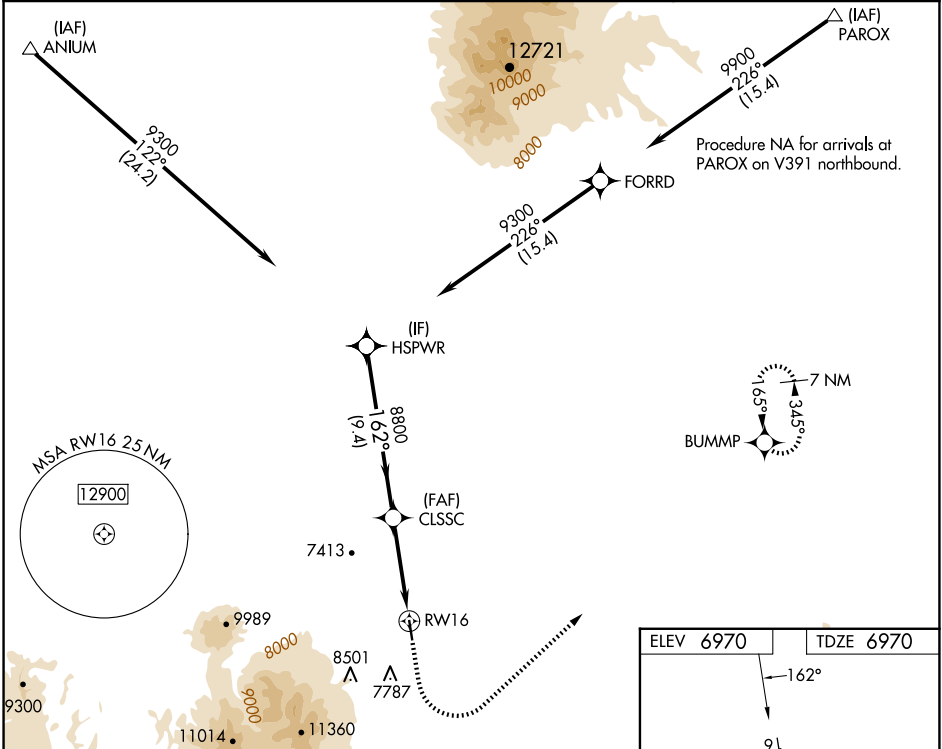 (IAF)
ANIUM
12721
10000
9000
8000
(IAF)
PAROX
9900
226°
(15.4)
Procedure NA for arrivals at
PAROX on V391 northbound.
9300
122°
(24.2)
FORRD
9300
226°
(15.4)
(IF)
HSPWR
8800
162°
(9.4)
7 NM
165°
345°
BUMMP
MSA RW16 25 NM
12900
(FAF)
CLSSC
7413
RW16
9989
8000
8501
7787
9000
9300
11014
11360
ELEV 6970
TDZE 6970
162°